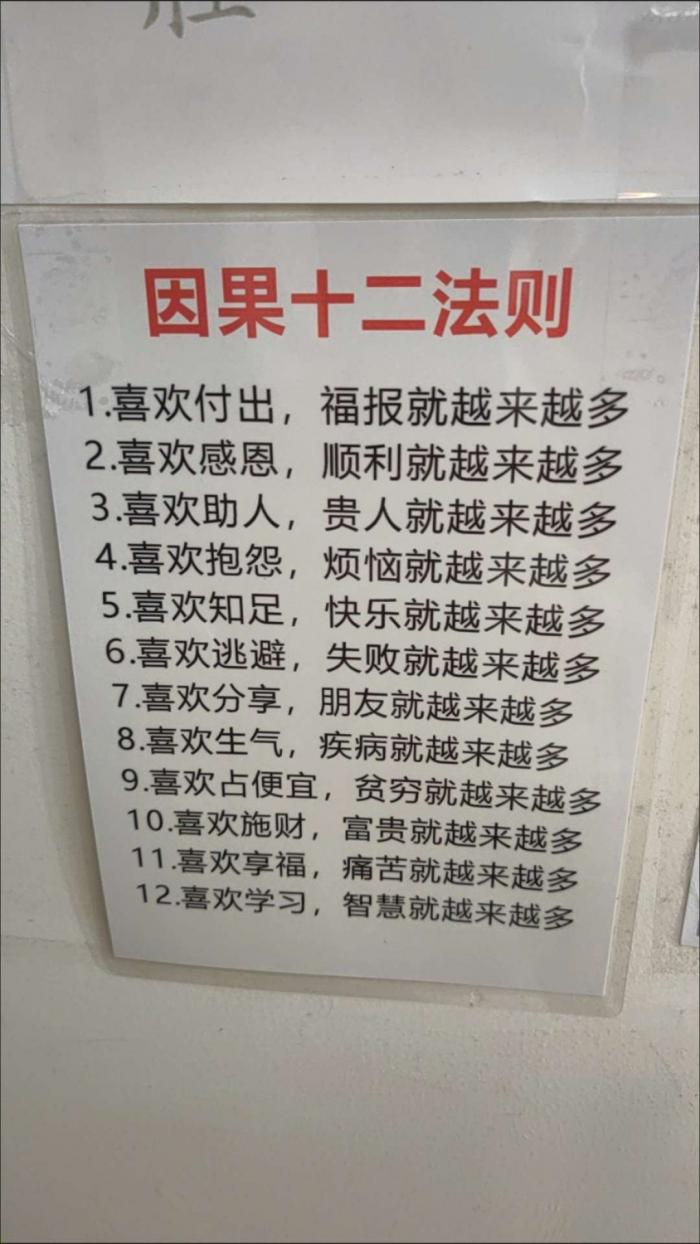 因果十二法则
1.喜欢付出，福报就越来越多
2.喜欢感恩，顺利就越来越多
3.喜欢助人，贵人就越来越多
4.喜欢抱怨，烦恼就越来越多
5.喜欢知足，快乐就越来越多
6.喜欢逃避，失败就越来越多
7.喜欢分享，朋友就越来越多
8.喜欢生气，疾病就越来越多
9.喜欢占便宜，贫穷就越来越多
10.喜欢施财，富贵就越来越多
11.喜欢享福，痛苦就越来越多
12.喜欢学习，智慧就越来越多